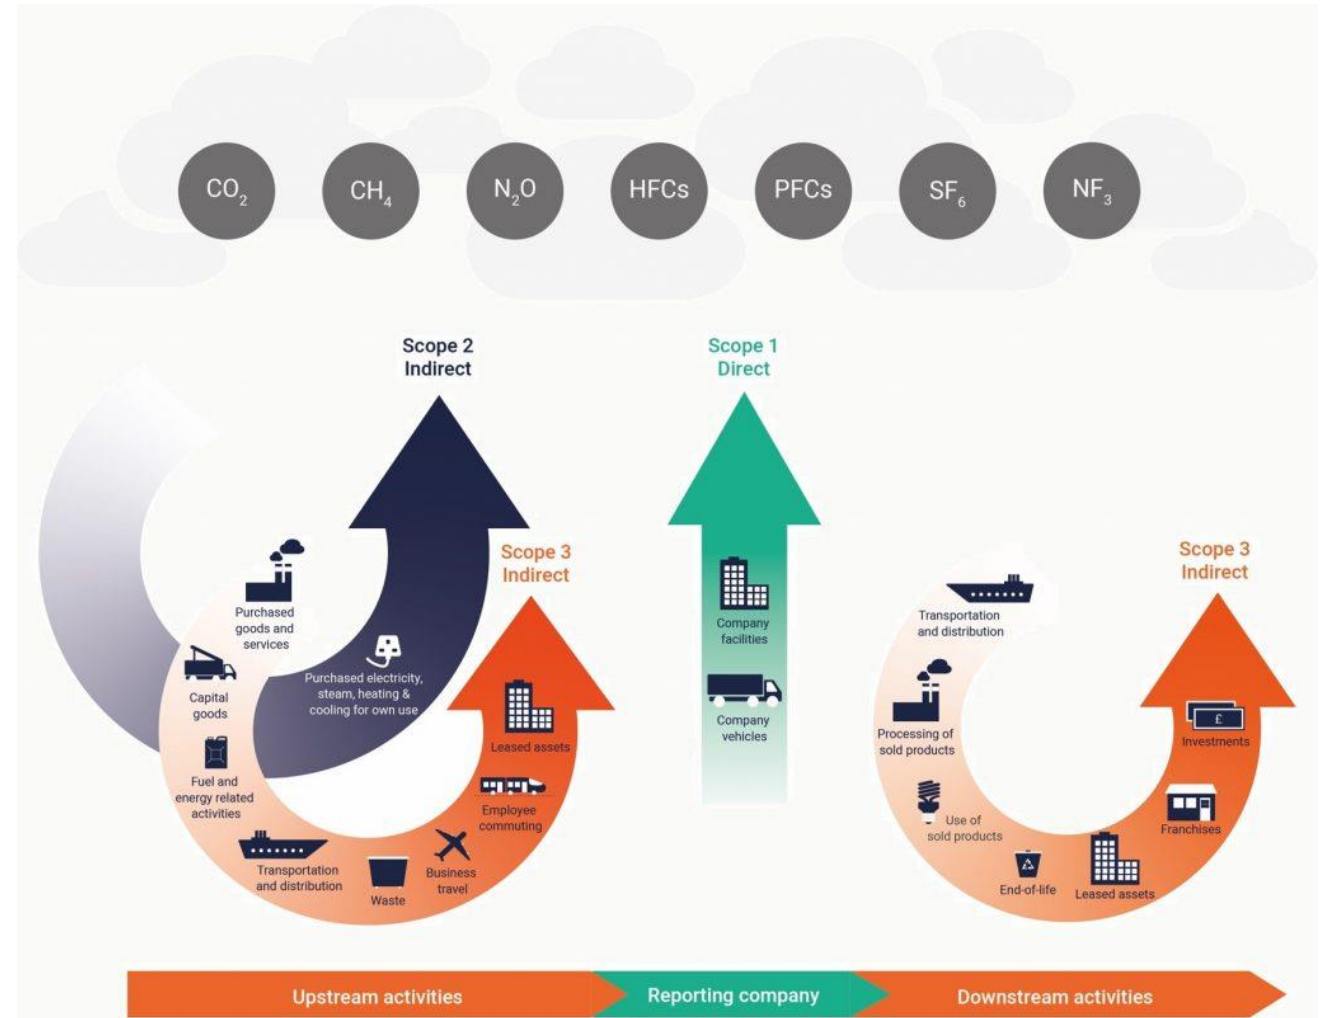 CO₂
CH₄
N₂O
HFCs
PFCs
SF₆
NF₃
Scope 2
Indirect
Scope 1
Direct
Scope 3
Indirect
Scope 3
Indirect
Purchased
goods and
services
Capital
goods
Fuel and
energy related
activities
Transportation
and distribution
Waste
Business
travel
Employee
commuting
Leased assets
Purchased electricity,
steam, heating &
cooling for own use
Company
facilities
Company
vehicles
Transportation
and distribution
Processing of
sold products
Use of
sold products
End-of-life
Leased assets
Franchises
£
Investments
Upstream activities
Reporting company
Downstream activities